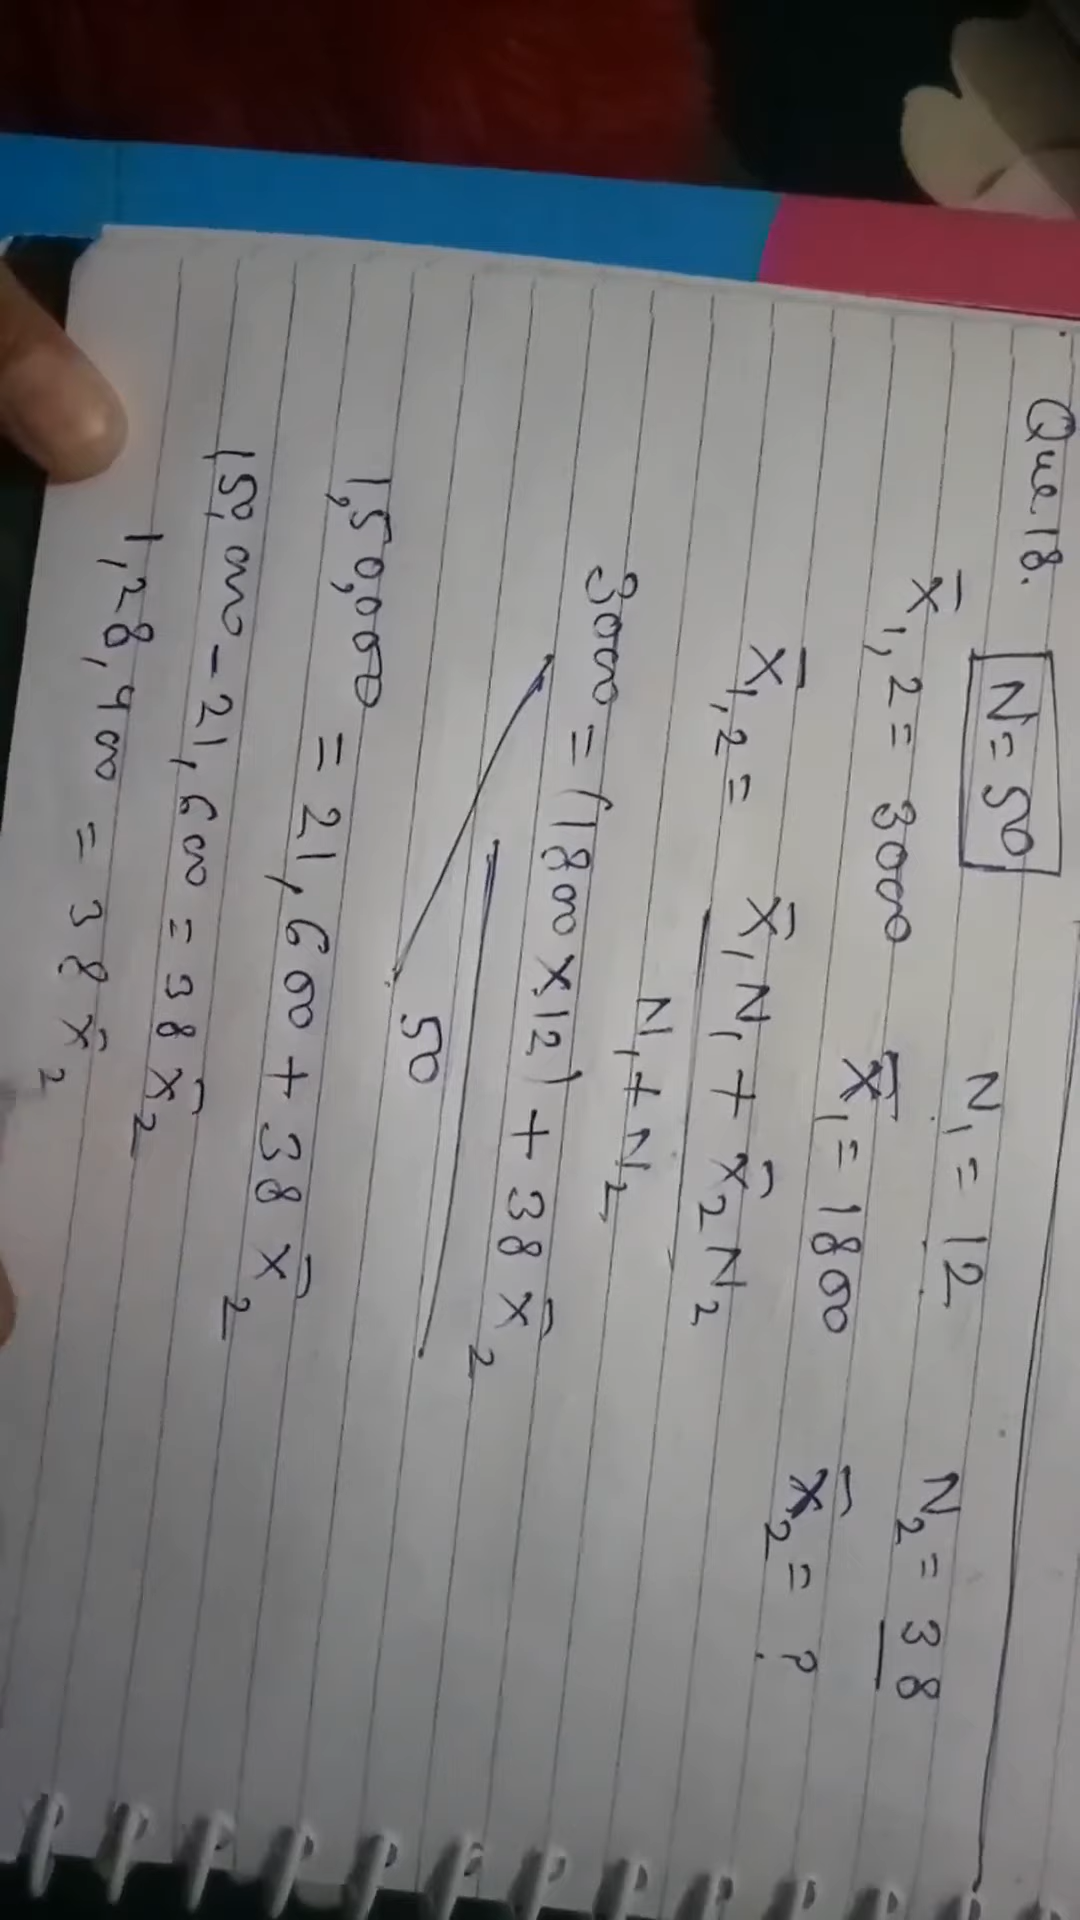 Que 18. N = 50 N₁ = 12 N₂ = 38
X̄₁,₂ = 3000 X̄₁ = 1800 X̄₂ = ?
X̄₁,₂ = X̄₁N₁ + X̄₂N₂
N₁ + N₂
3000 = (1800 × 12) + 38 X̄₂
50
1,50,000 = 21,600 + 38 X̄₂
150,000 - 21,600 = 38 X̄₂
1,28,400 = 38 X̄₂